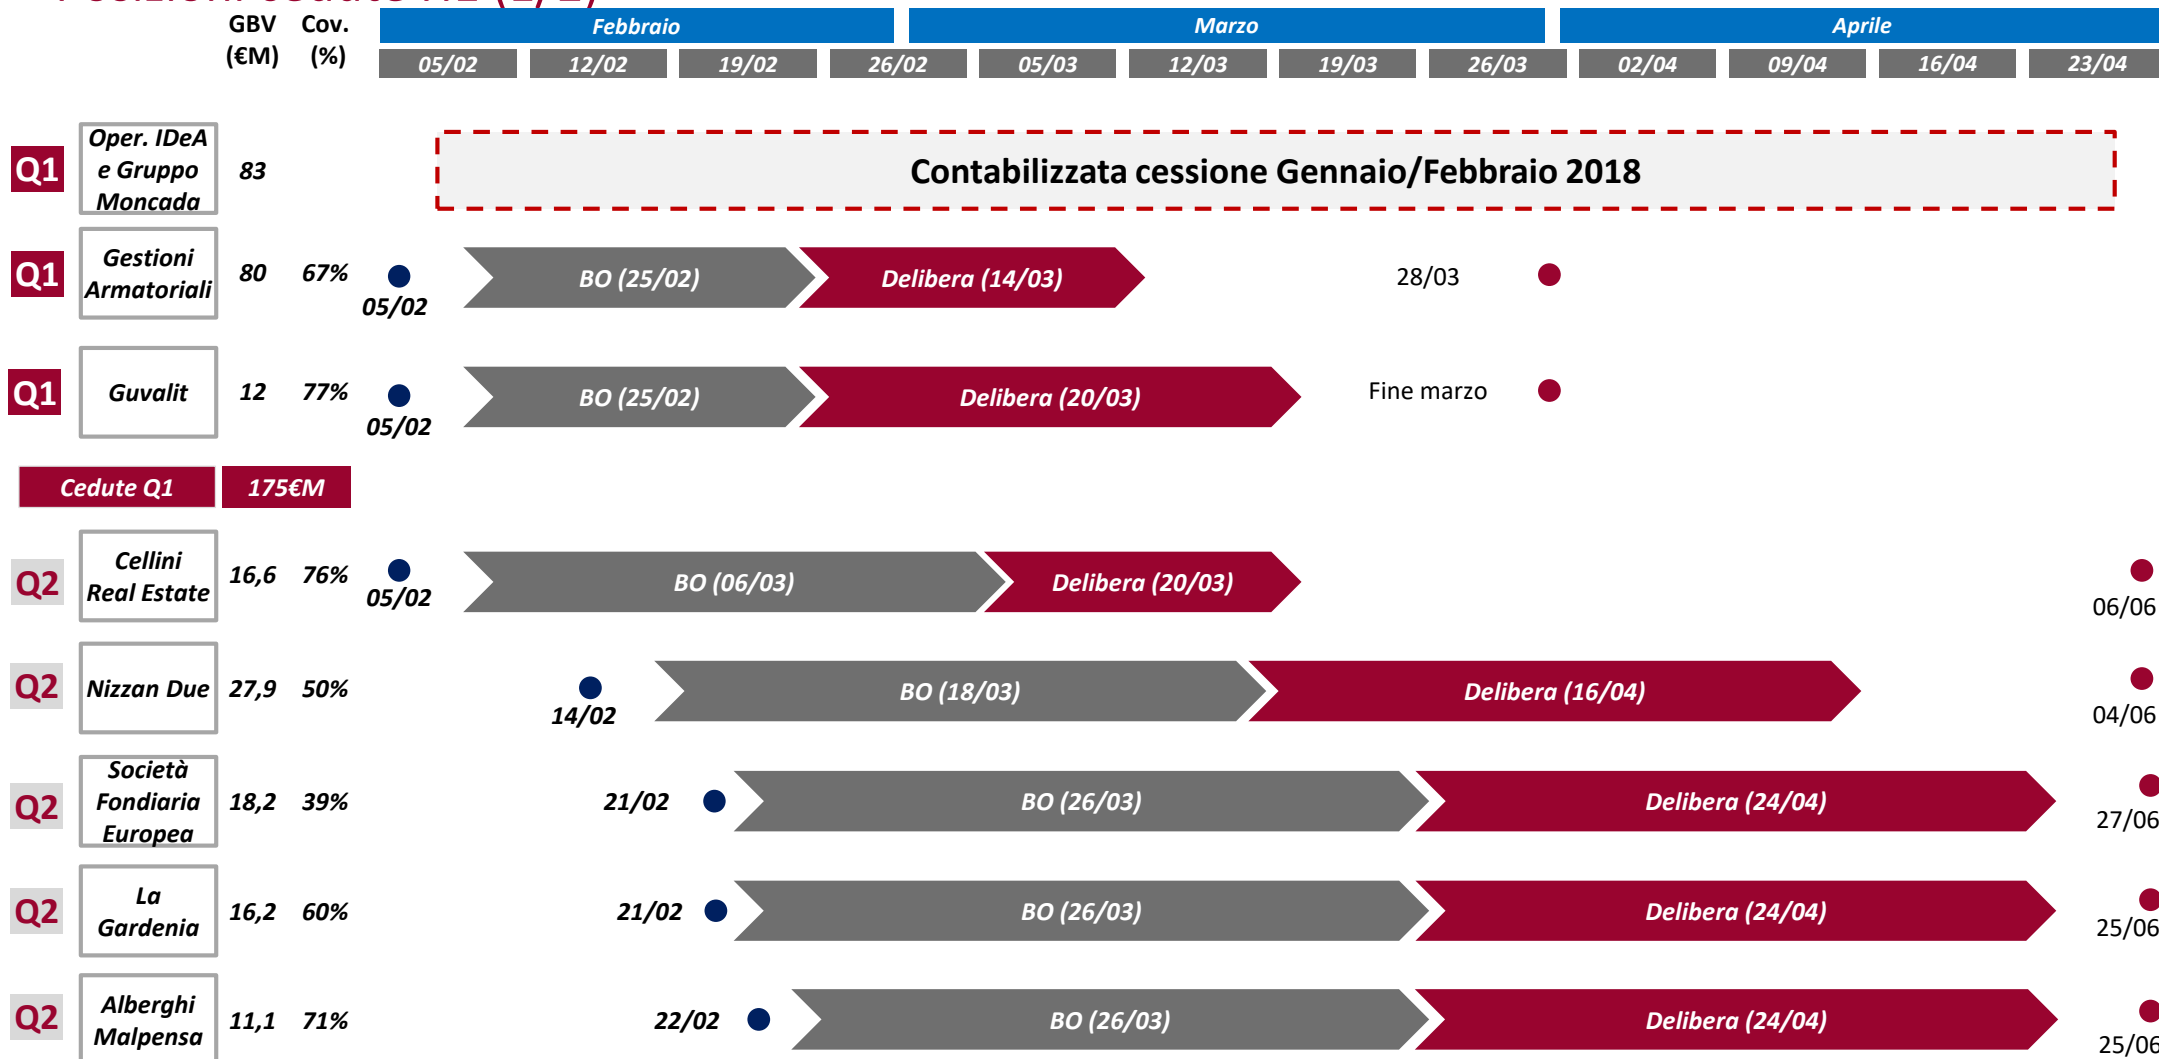 GBV Cov.
(€M) (%)
Febbraio Marzo Aprile
05/02 12/02 19/02 26/02 05/03 12/03 19/03 26/03 02/04 09/04 16/04 23/04
Q1
Oper. IDeA
e Gruppo
Moncada
83
Contabilizzata cessione Gennaio/Febbraio 2018
Q1
Gestioni
Armatoriali
80 67%
05/02
BO (25/02)
Delibera (14/03)
28/03
Q1
Guvalit
12 77%
05/02
BO (25/02)
Delibera (20/03)
Fine marzo
Cedute Q1 175€M
Q2
Cellini
Real Estate
16,6 76%
05/02
BO (06/03)
Delibera (20/03)
06/06
Q2
Nizzan Due
27,9 50%
14/02
BO (18/03)
Delibera (16/04)
04/06
Q2
Società
Fondiaria
Europea
18,2 39%
21/02
BO (26/03)
Delibera (24/04)
27/06
Q2
La
Gardenia
16,2 60%
21/02
BO (26/03)
Delibera (24/04)
25/06
Q2
Alberghi
Malpensa
11,1 71%
22/02
BO (26/03)
Delibera (24/04)
25/06